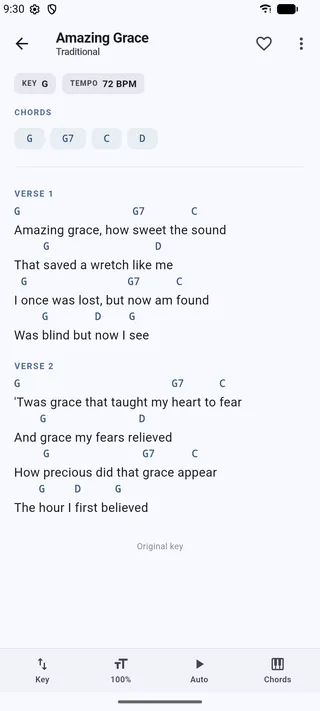 9:30
Amazing Grace
Traditional
KEY G TEMPO 72 BPM
CHORDS
G G7 C D
VERSE 1
G G7 C
Amazing grace, how sweet the sound
G D
That saved a wretch like me
G G7 C
I once was lost, but now am found
G D G
Was blind but now I see
VERSE 2
G G7 C
'Twas grace that taught my heart to fear
G D
And grace my fears relieved
G G7 C
How precious did that grace appear
G D G
The hour I first believed
Original key
Key 100% Auto Chords